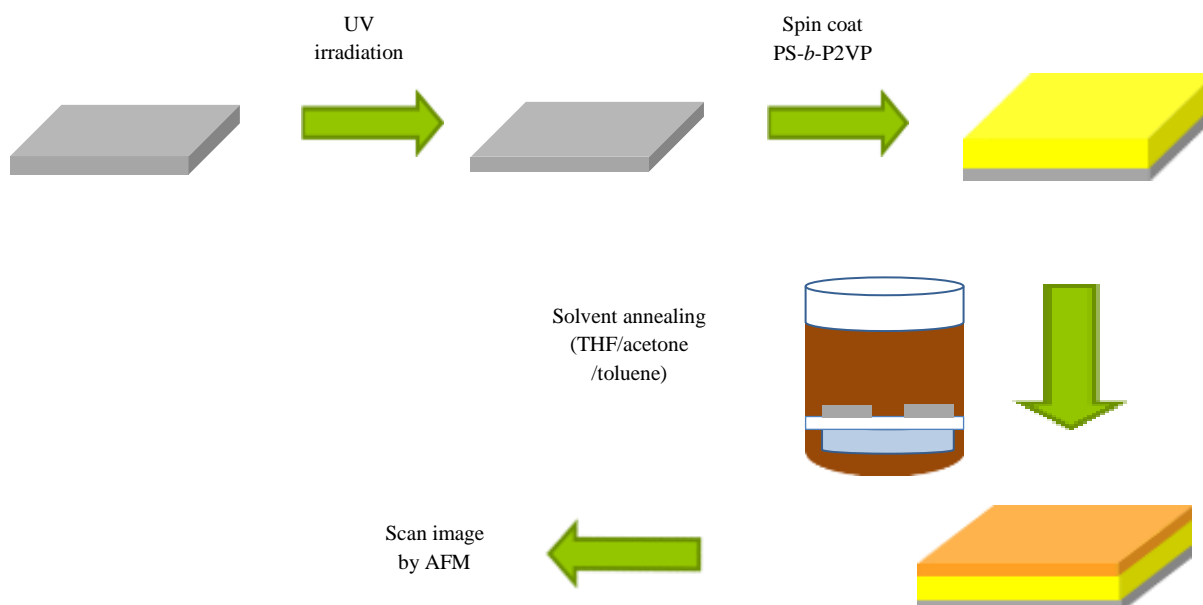 UV
irradiation
Spin coat
PS-b-P2VP
Solvent annealing
(THF/acetone
/toluene)
Scan image
by AFM